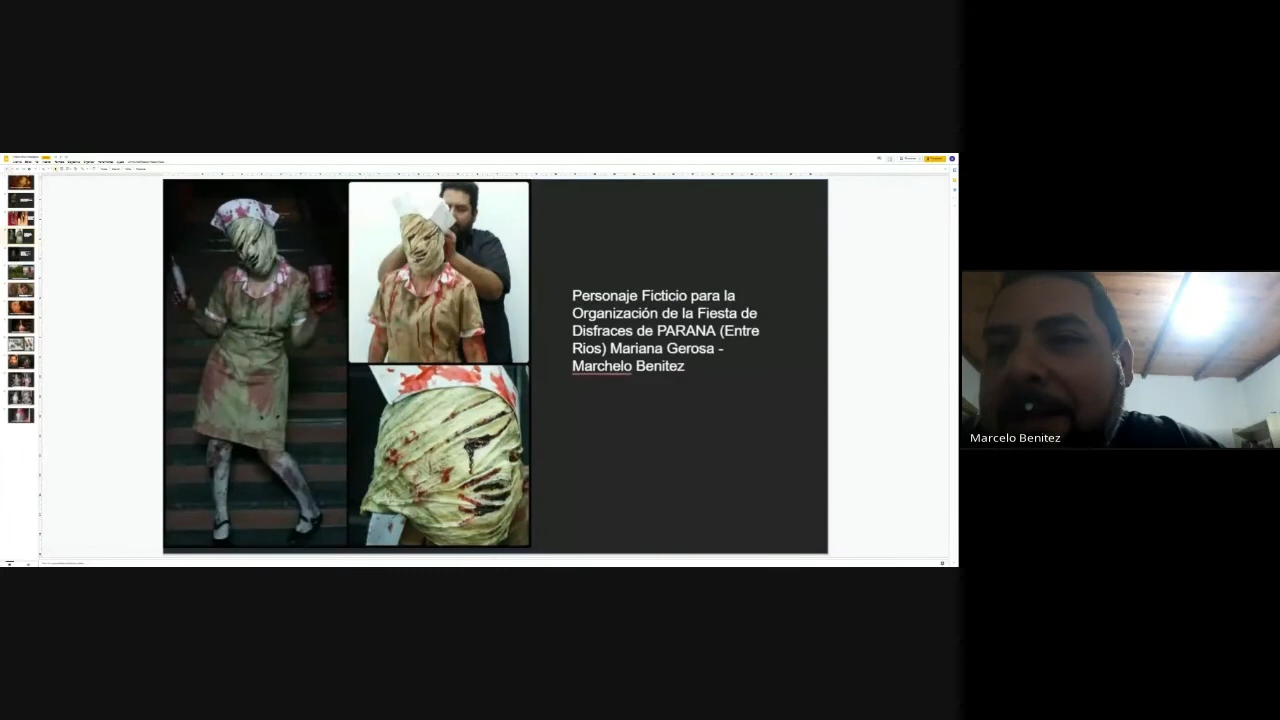 Personaje Ficticio para la
Organización de la Fiesta de
Disfraces de PARANA (Entre
Rios) Mariana Gerosa -
Marchelo Benitez
Marcelo Benitez